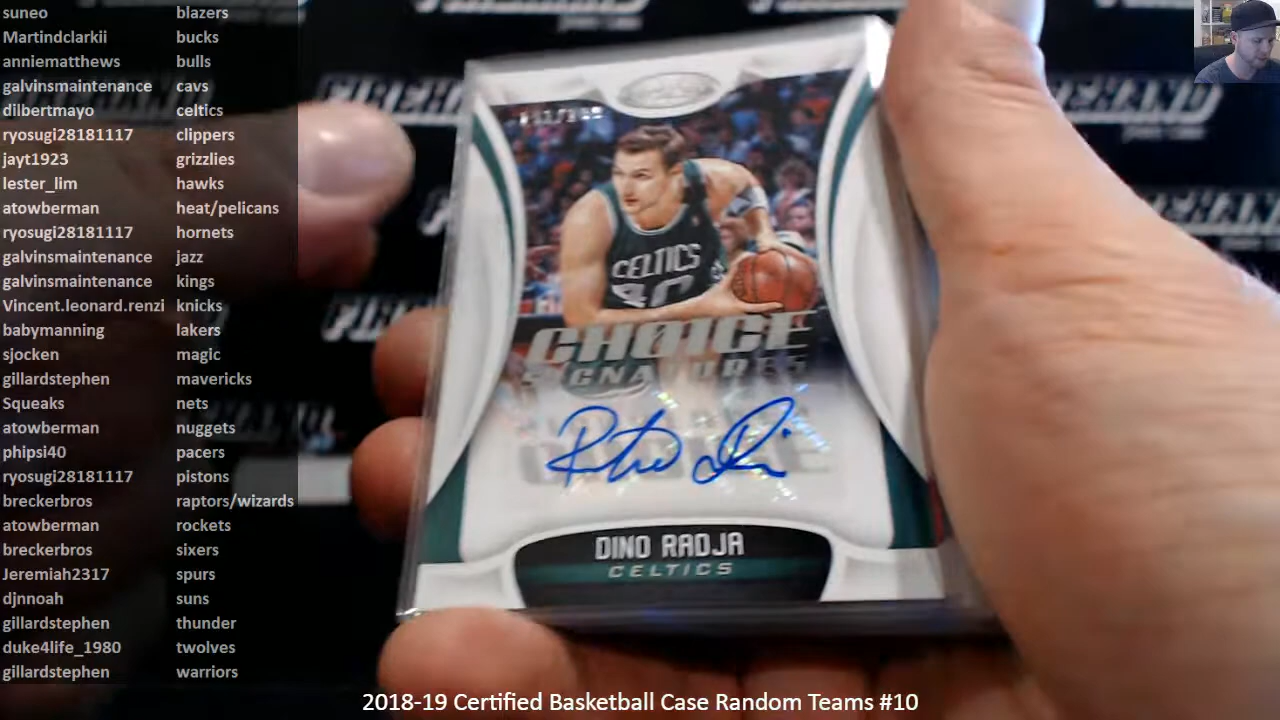 suneo blazers
Martindclarkii bucks
anniematthews bulls
galvinsmaintenance cavs
dilbertmayo celtics
ryosugi28181117 clippers
jayt1923 grizzlies
lester_lim hawks
atowberman heat/pelicans
ryosugi28181117 hornets
galvinsmaintenance jazz
galvinsmaintenance kings
Vincent.leonard.renzi knicks
babymanning lakers
sjocken magic
gillardstephen mavericks
Squeaks nets
atowberman nuggets
phipsi40 pacers
ryosugi28181117 pistons
breckerbros raptors/wizards
atowberman rockets
breckerbros sixers
Jeremiah2317 spurs
djnnoah suns
gillardstephen thunder
duke4life_1980 twolves
gillardstephen warriors
CELTICS
CHOICE
SIGNATURES
DINO RADJA
CELTICS
2018-19 Certified Basketball Case Random Teams #10